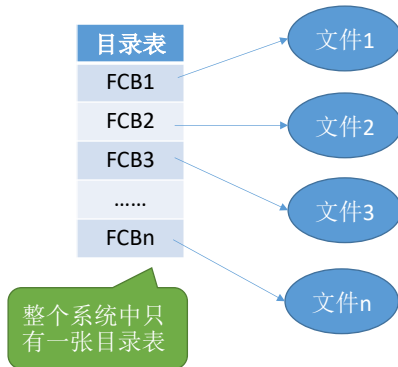 目录表
FCB1
FCB2
FCB3
……
FCBn
文件1
文件2
文件3
文件n
整个系统中只
有一张目录表